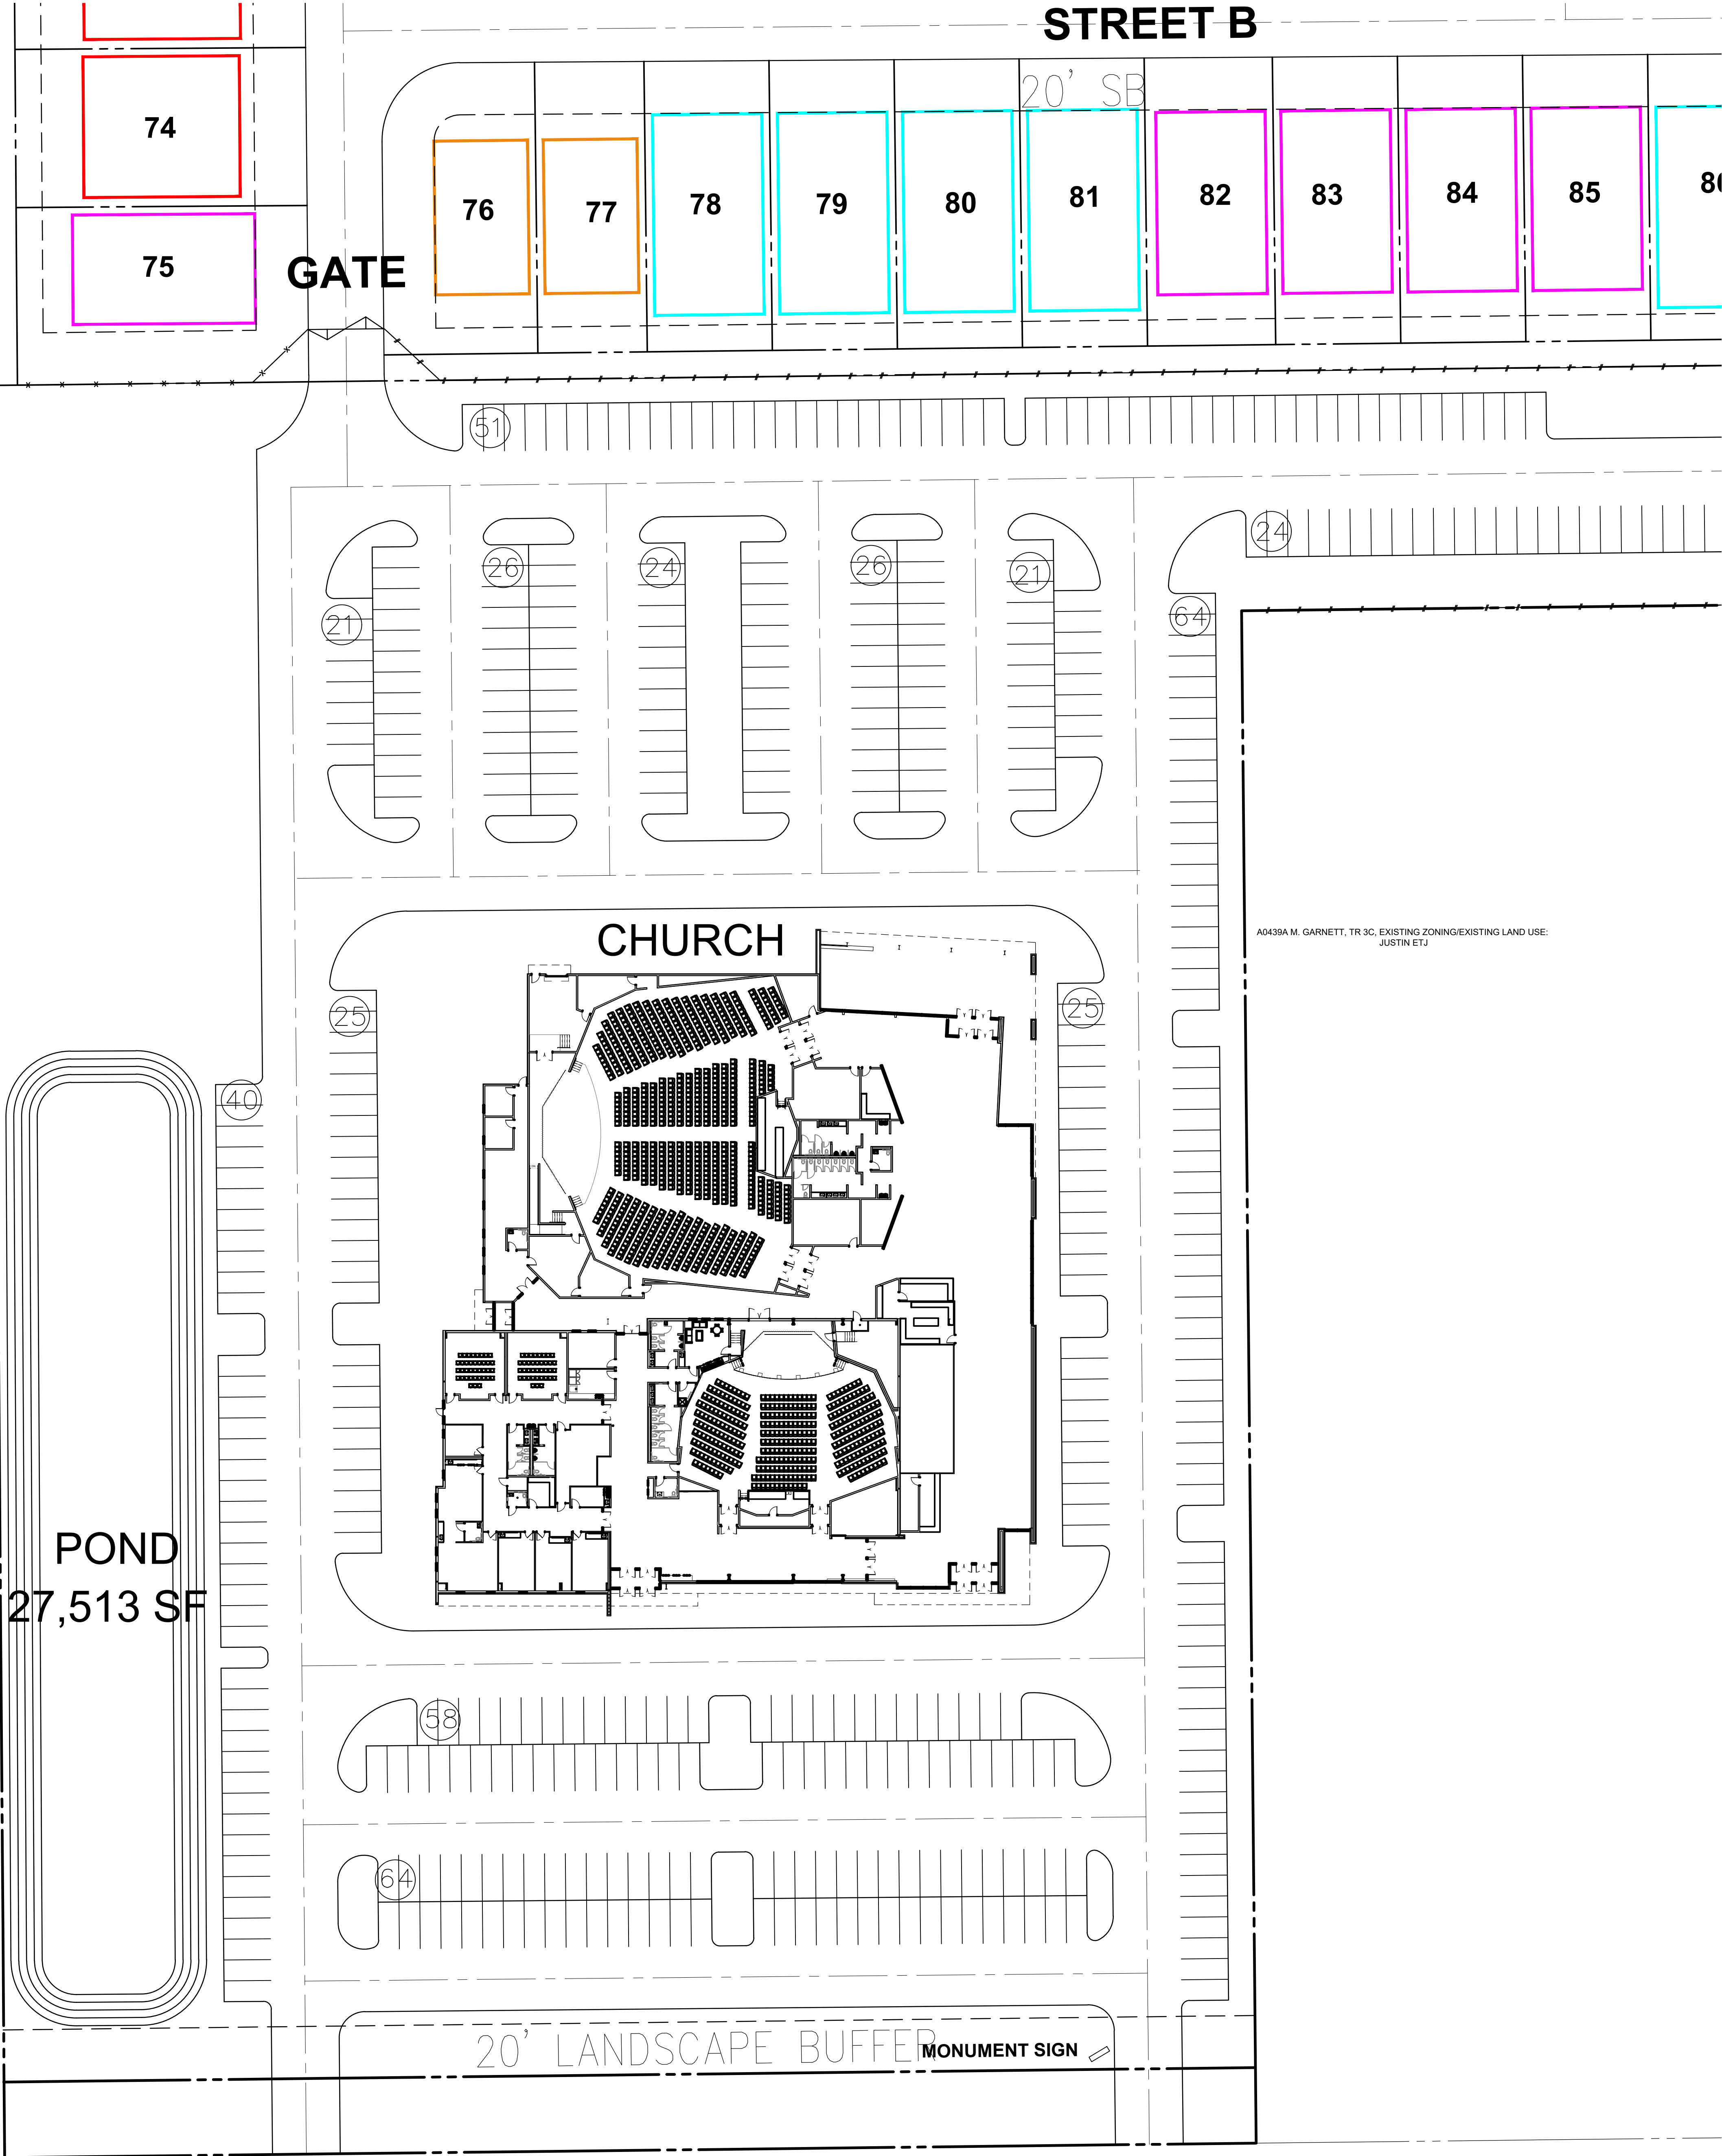 STREET B
20' SB
74
76
77
78
79
80
81
82
83
84
85
75
GATE
51
24
26
24
26
21
21
64
CHURCH
A0439A M. GARNETT, TR 3C, EXISTING ZONING/EXISTING LAND USE:
JUSTIN ETJ
25
25
40
POND
27,513 SF
58
64
20' LANDSCAPE BUFFER
MONUMENT SIGN